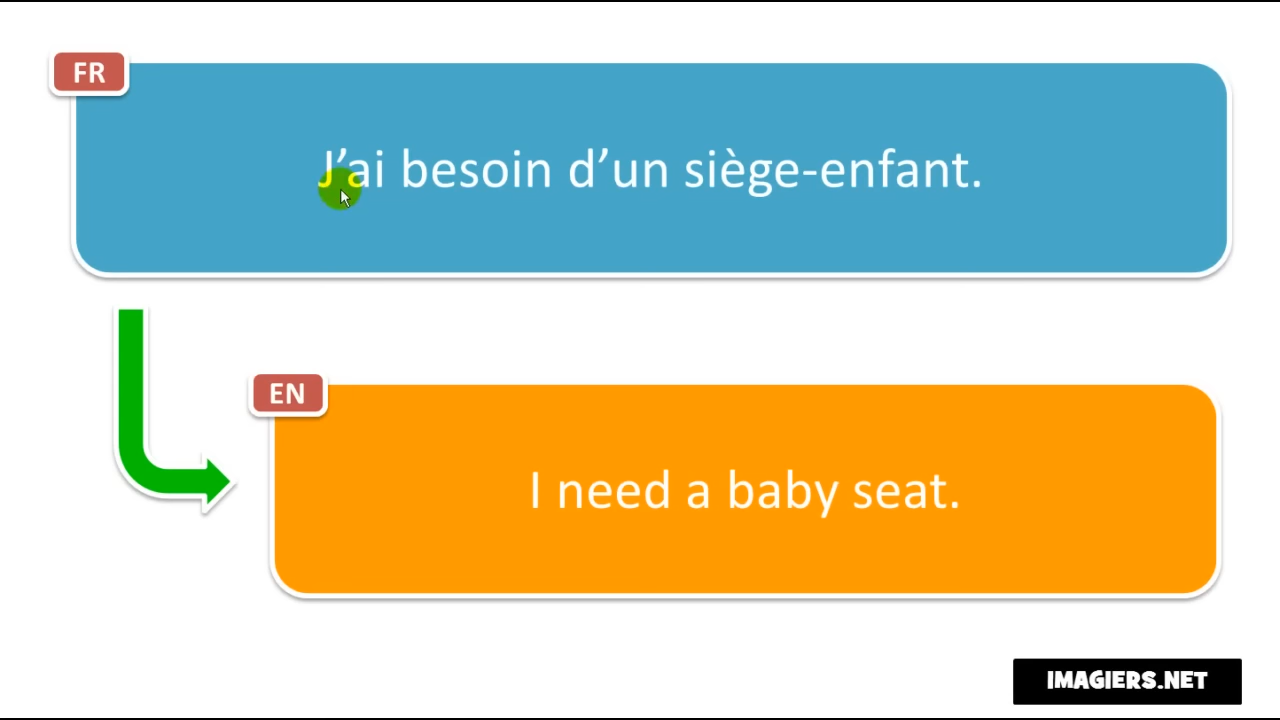 FR
J’ai besoin d’un siège-enfant.
EN
I need a baby seat.
IMAGIERS.NET